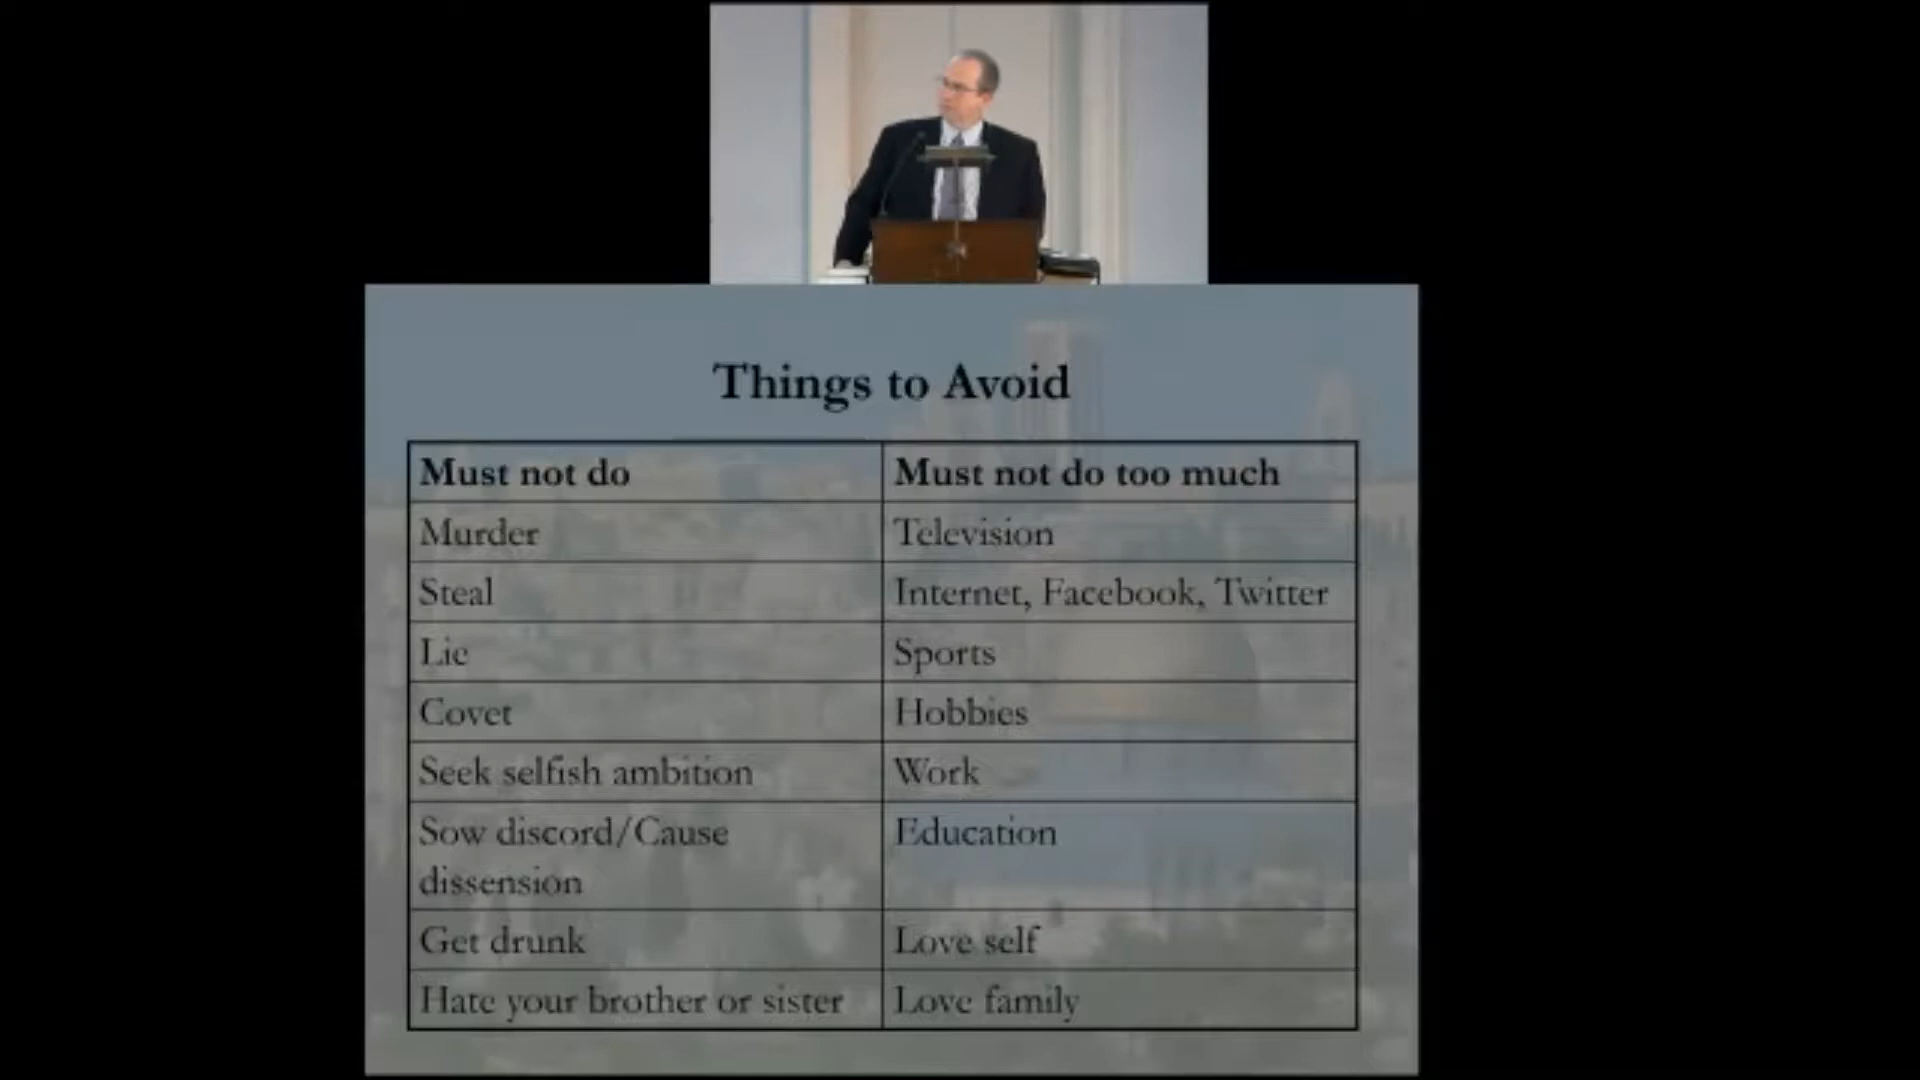 Things to Avoid
Must not do
Must not do too much
Murder
Television
Steal
Internet, Facebook, Twitter
Lie
Sports
Covet
Hobbies
Seek selfish ambition
Work
Sow discord/Cause
dissension
Education
Get drunk
Love self
Hate your brother or sister
Love family